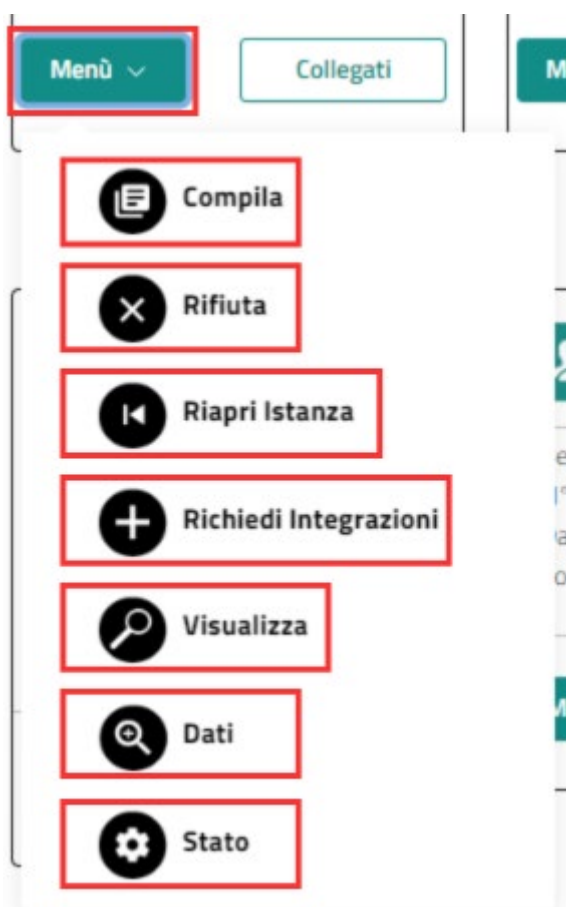 Menù
Collegati
Compila
Rifiuta
Riapri Istanza
Richiedi Integrazioni
Visualizza
Dati
Stato